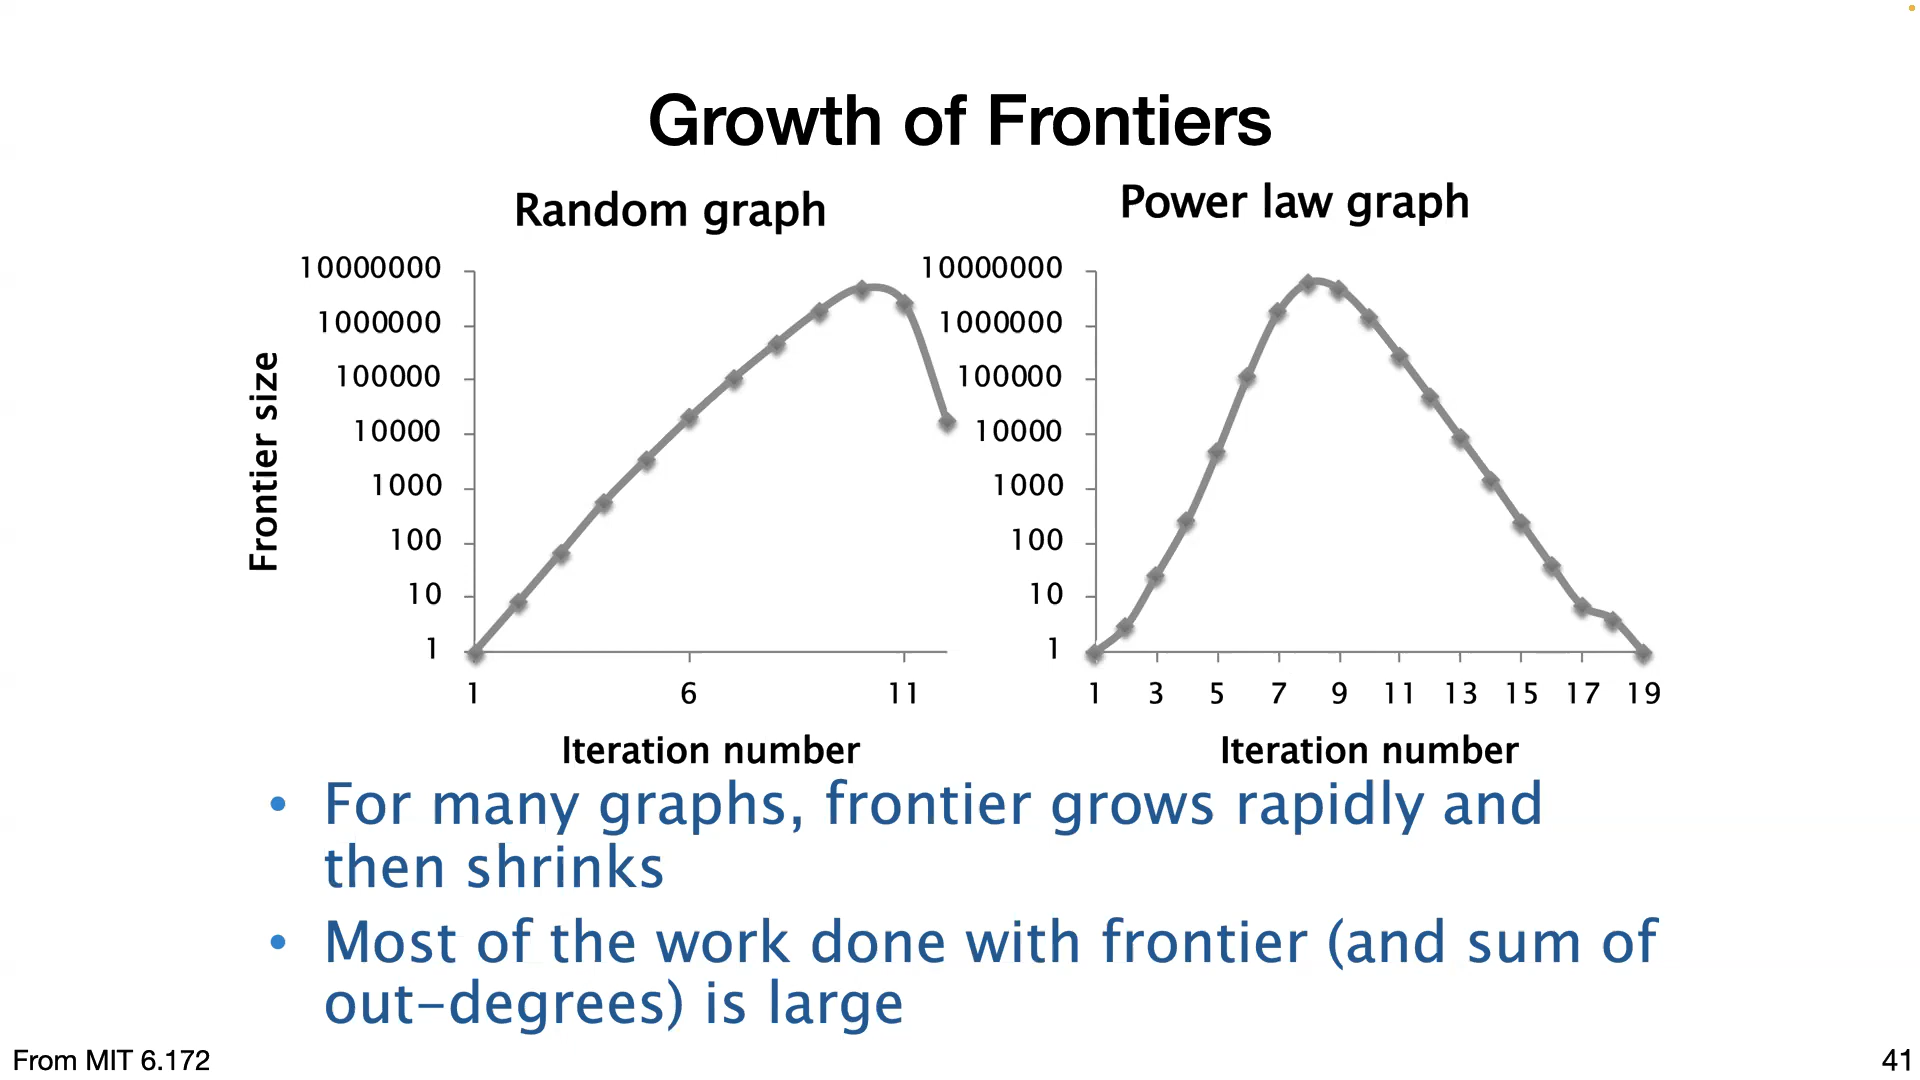 Growth of Frontiers
Random graph
10000000
1000000
100000
10000
1000
100
10
1
Frontier size
1 6 11
Iteration number
Power law graph
10000000
1000000
100000
10000
1000
100
10
1
1 3 5 7 9 11 13 15 17 19
Iteration number
• For many graphs, frontier grows rapidly and
then shrinks
• Most of the work done with frontier (and sum of
out-degrees) is large
From MIT 6.172
41